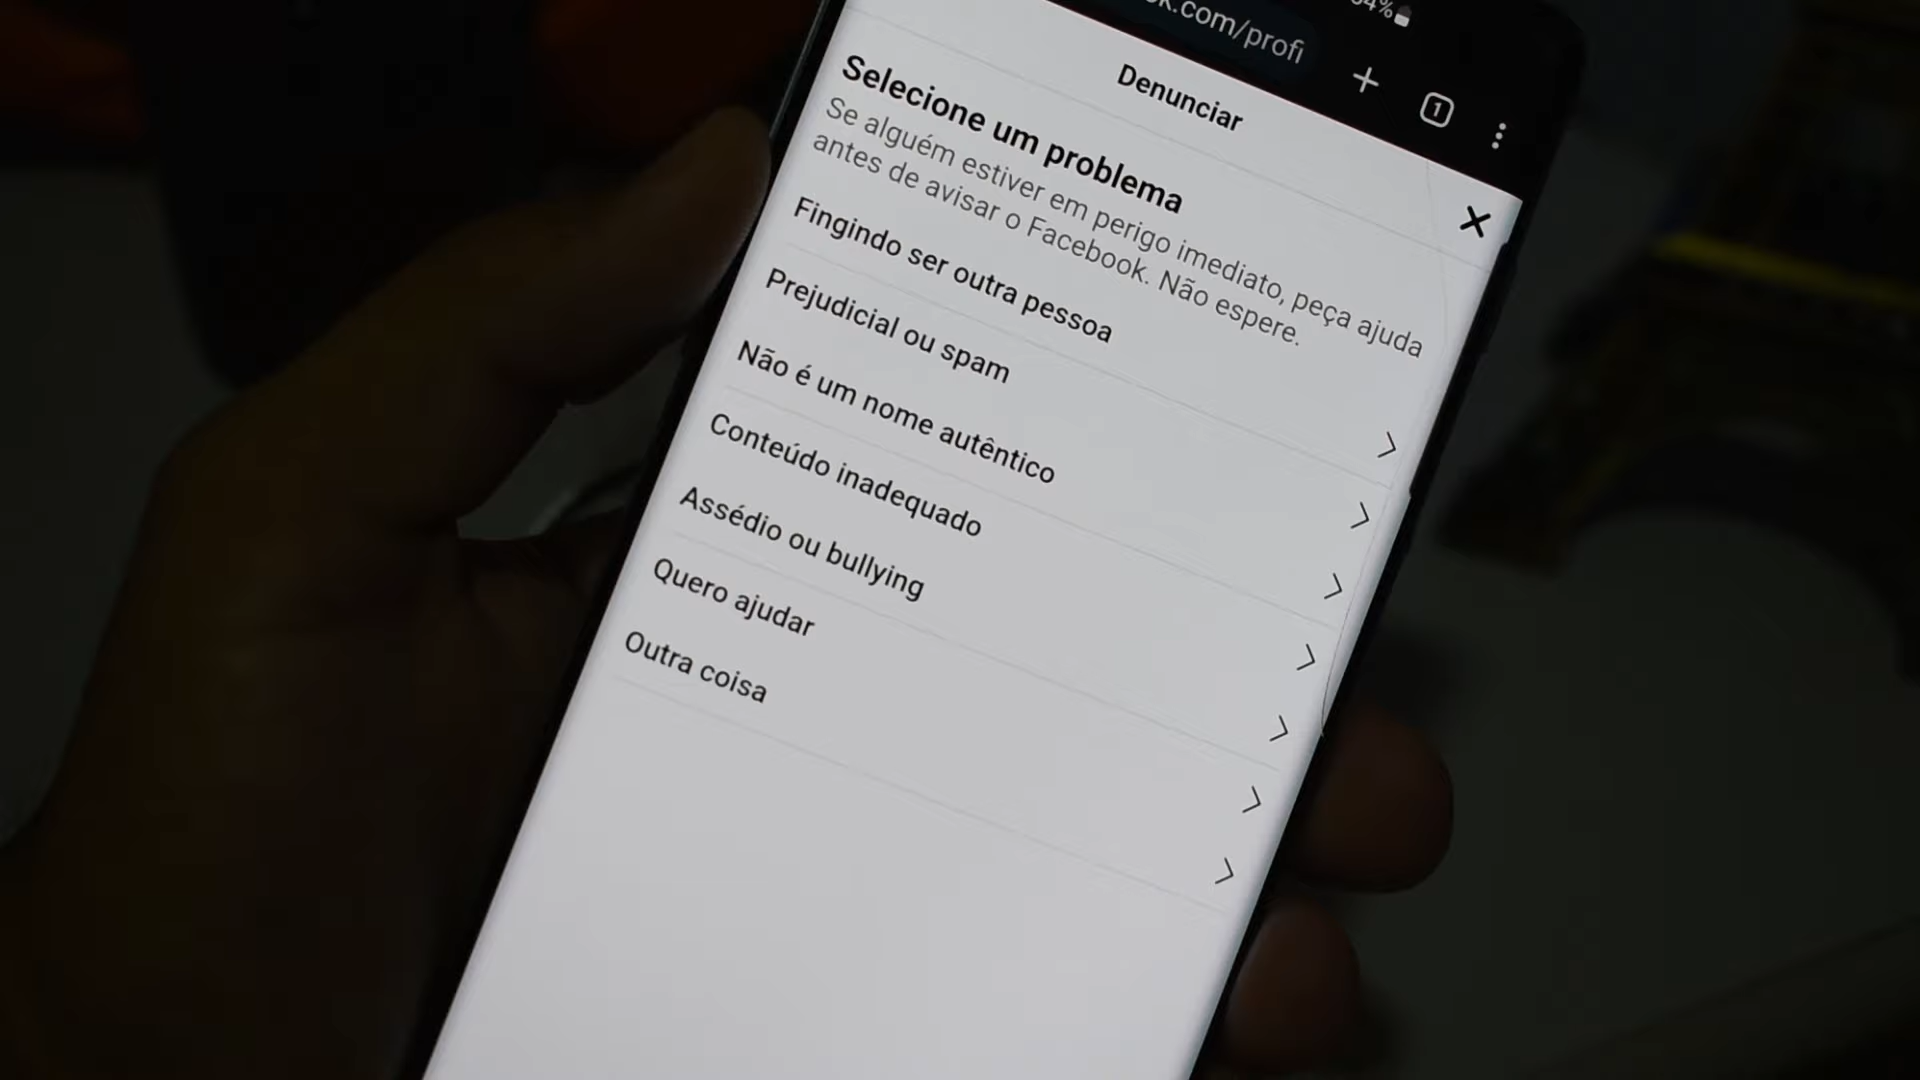 k.com/profi
1
Denunciar
Selecione um problema
Se alguém estiver em perigo imediato, peça ajuda
antes de avisar o Facebook. Não espere.
Fingindo ser outra pessoa
Prejudicial ou spam
Não é um nome autêntico
Conteúdo inadequado
Assédio ou bullying
Quero ajudar
Outra coisa